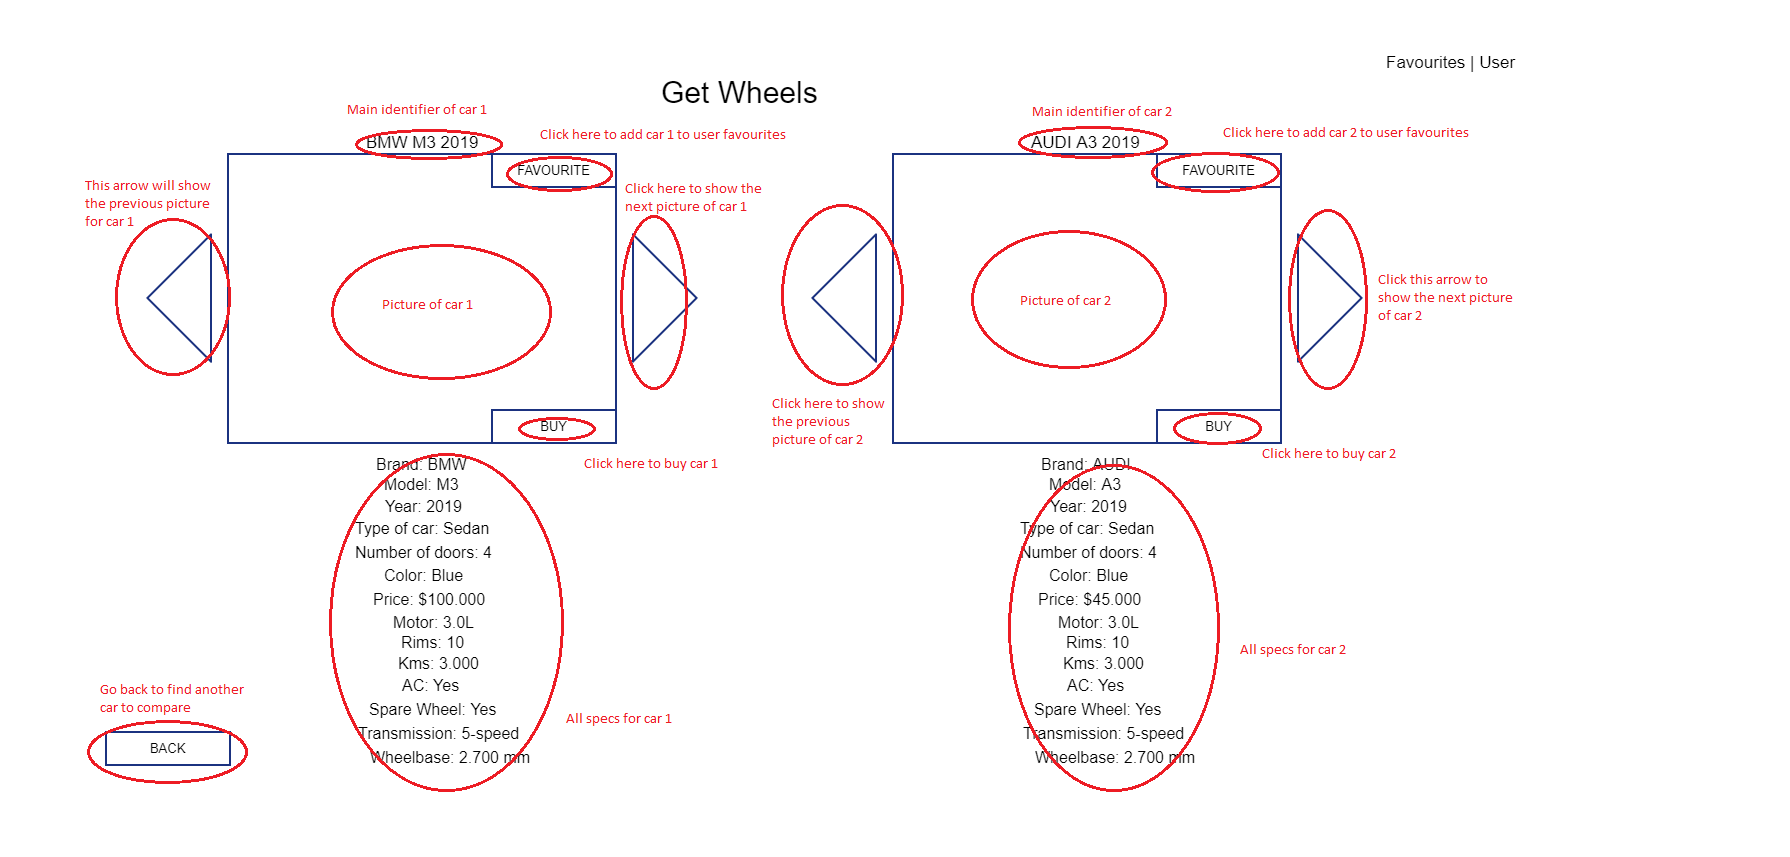 Favourites | User
Get Wheels
Main identifier of car 1
BMW M3 2019
Click here to add car 1 to user favourites
FAVOURITE
This arrow will show
the previous picture
for car 1
Click here to show the
next picture of car 1
Picture of car 1
BUY
Click here to buy car 1
Brand: BMW
Model: M3
Year: 2019
Type of car: Sedan
Number of doors: 4
Color: Blue
Price: $100.000
Motor: 3.0L
Rims: 10
Kms: 3.000
AC: Yes
Spare Wheel: Yes
Transmission: 5-speed
Wheelbase: 2.700 mm
All specs for car 1
Main identifier of car 2
AUDI A3 2019
Click here to add car 2 to user favourites
FAVOURITE
Picture of car 2
Click this arrow to
show the next picture
of car 2
Click here to show
the previous
picture of car 2
BUY
Click here to buy car 2
Brand: AUDI
Model: A3
Year: 2019
Type of car: Sedan
Number of doors: 4
Color: Blue
Price: $45.000
Motor: 3.0L
Rims: 10
Kms: 3.000
AC: Yes
Spare Wheel: Yes
Transmission: 5-speed
Wheelbase: 2.700 mm
All specs for car 2
Go back to find another
car to compare
BACK